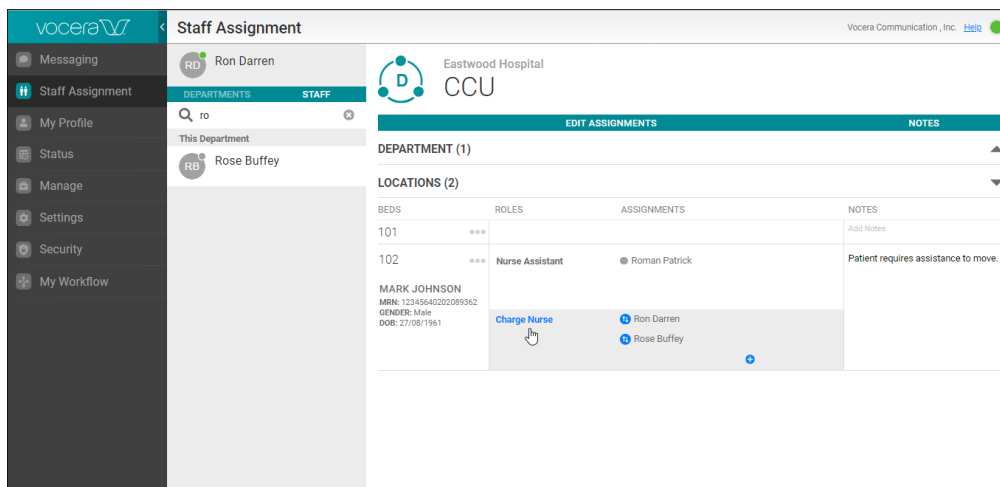 vocera
Staff Assignment
Vocera Communication , Inc. Help
Messaging
Staff Assignment
My Profile
Status
Manage
Settings
Security
My Workflow
RD
Ron Darren
DEPARTMENTS STAFF
ro
This Department
RB
Rose Buffey
D
Eastwood Hospital
CCU
EDIT ASSIGNMENTS NOTES
DEPARTMENT (1)
LOCATIONS (2)
BEDS ROLES ASSIGNMENTS NOTES
101 Add Notes
102 Nurse Assistant Roman Patrick Patient requires assistance to move.
MARK JOHNSON
MRN: 12345640202089362
GENDER: Male
DOB: 27/08/1961
Charge Nurse Ron Darren
Rose Buffey